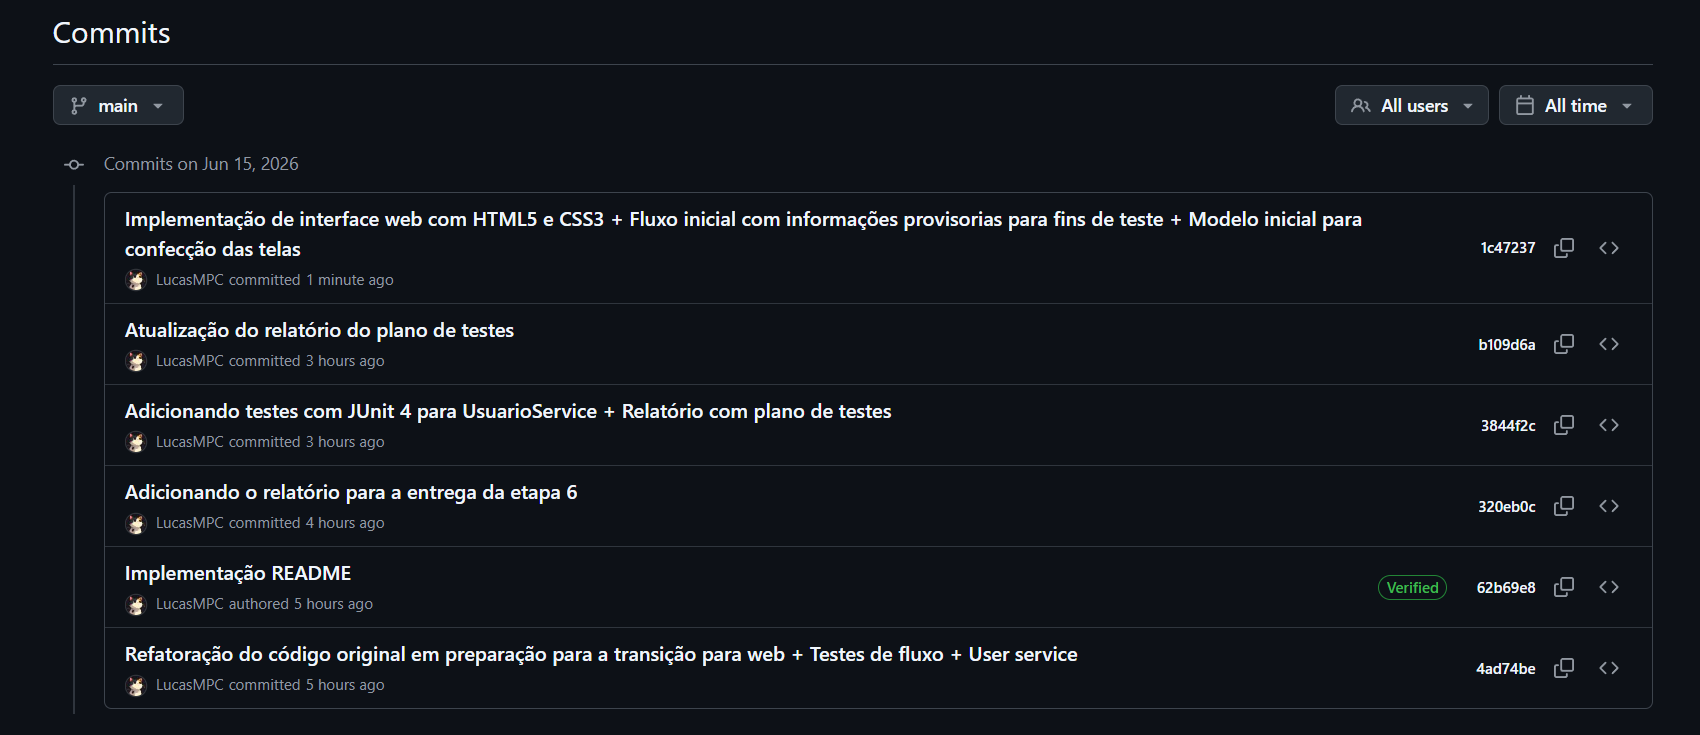 Commits
main
All users
All time
Commits on Jun 15, 2026
Implementação de interface web com HTML5 e CSS3 + Fluxo inicial com informações provisorias para fins de teste + Modelo inicial para
confecção das telas
LucasMPC committed 1 minute ago
1c47237
Atualização do relatório do plano de testes
LucasMPC committed 3 hours ago
b109d6a
Adicionando testes com JUnit 4 para UsuarioService + Relatório com plano de testes
LucasMPC committed 3 hours ago
3844f2c
Adicionando o relatório para a entrega da etapa 6
LucasMPC committed 4 hours ago
320eb0c
Implementação README
LucasMPC authored 5 hours ago
Verified
62b69e8
Refatoração do código original em preparação para a transição para web + Testes de fluxo + User service
LucasMPC committed 5 hours ago
4ad74be